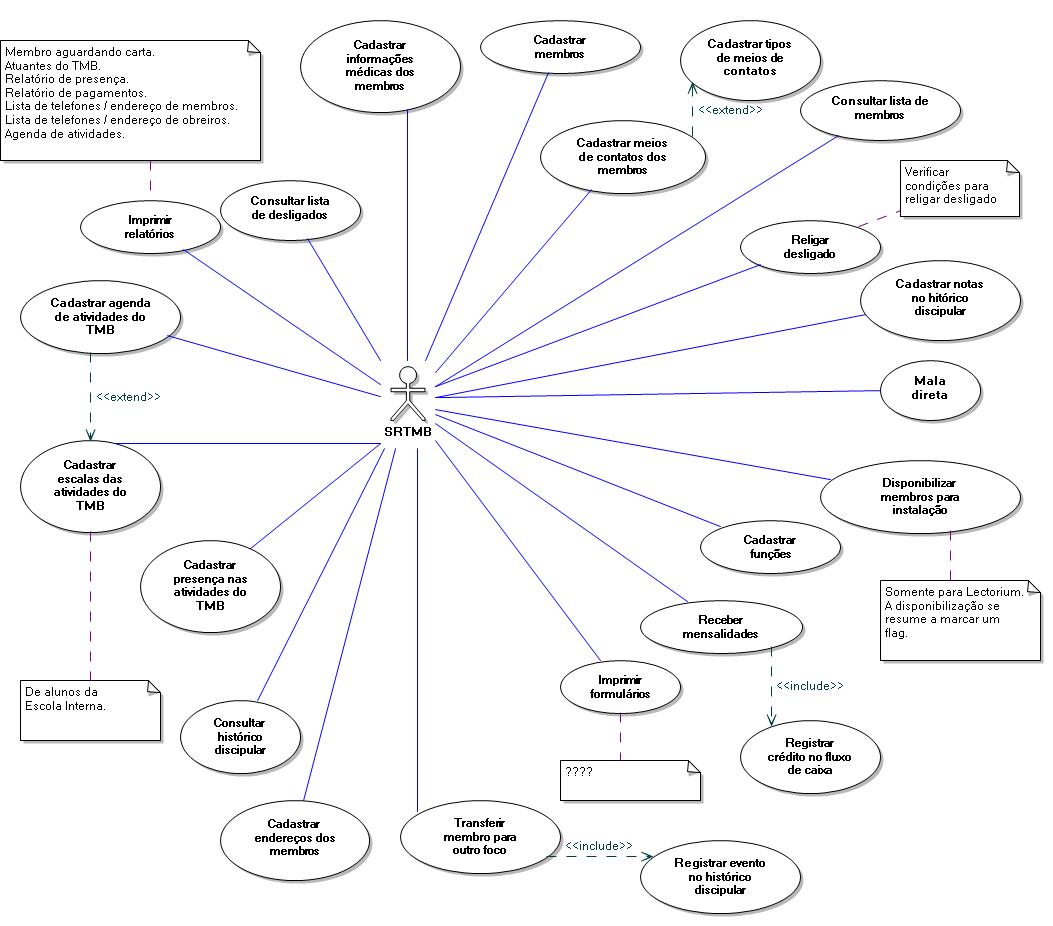 Membro aguardando carta.
Atuantes do TMB.
Relatório de presença.
Relatório de pagamentos.
Lista de telefones / endereço de membros.
Lista de telefones / endereço de obreiros.
Agenda de atividades.
Cadastrar
informações
médicas dos
membros
Cadastrar
membros
Cadastrar tipos
de meios de
contatos
<<extend>>
Cadastrar meios
de contatos dos
membros
Consultar lista de
membros
Verificar
condições para
religar desligado
Imprimir
relatórios
Consultar lista
de desligados
Religar
desligado
Cadastrar agenda
de atividades do
TMB
Cadastrar notas
no hitórico
discipular
<<extend>>
Mala
direta
SRTMB
Cadastrar
escalas das
atividades do
TMB
Disponibilizar
membros para
instalação
Cadastrar
funções
Cadastrar
presença nas
atividades do
TMB
Somente para Lectorium.
A disponibilização se
resume a marcar um
flag.
Receber
mensalidades
<<include>>
De alunos da
Escola Interna.
Imprimir
formulários
Consultar
histórico
discipular
Registrar
crédito no fluxo
de caixa
????
Cadastrar
endereços dos
membros
Transferir
membro para
outro foco
<<include>>
Registrar evento
no histórico
discipular